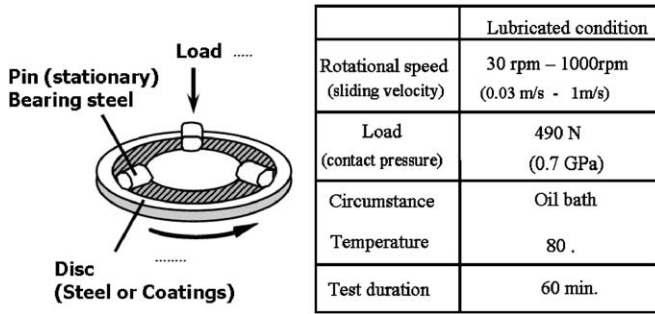 Load .....
Pin (stationary)
Bearing steel
.........
Disc
(Steel or Coatings)
Lubricated condition
Rotational speed
(sliding velocity)
30 rpm – 1000rpm
(0.03 m/s - 1m/s)
Load
(contact pressure)
490 N
(0.7 GPa)
Circumstance
Oil bath
Temperature
80 .
Test duration
60 min.